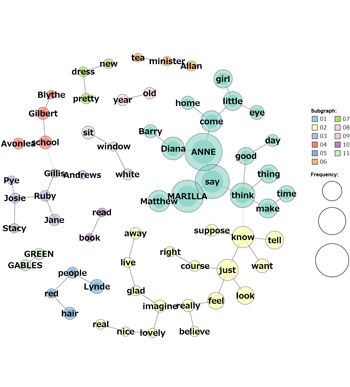 tea minister
Allan
new
dress
pretty
year old
girl
little
eye
home
come
Blythe
Gilbert
Avonlea school
sit
window
white
Barry
Diana ANNE
good
day
thing
say
think
time
make
MARILLA
Matthew
Pye
Josie
Stacy
Gillis Andrews
Ruby
Jane
read
book
GREEN
GABLES
away
live
glad
imagine really
real nice lovely
believe
right
course
suppose know
tell
want
just
feel
look
people
Lynde
red
hair
Subgraph:
01 07
02 08
03 09
04 10
05 11
06
Frequency: